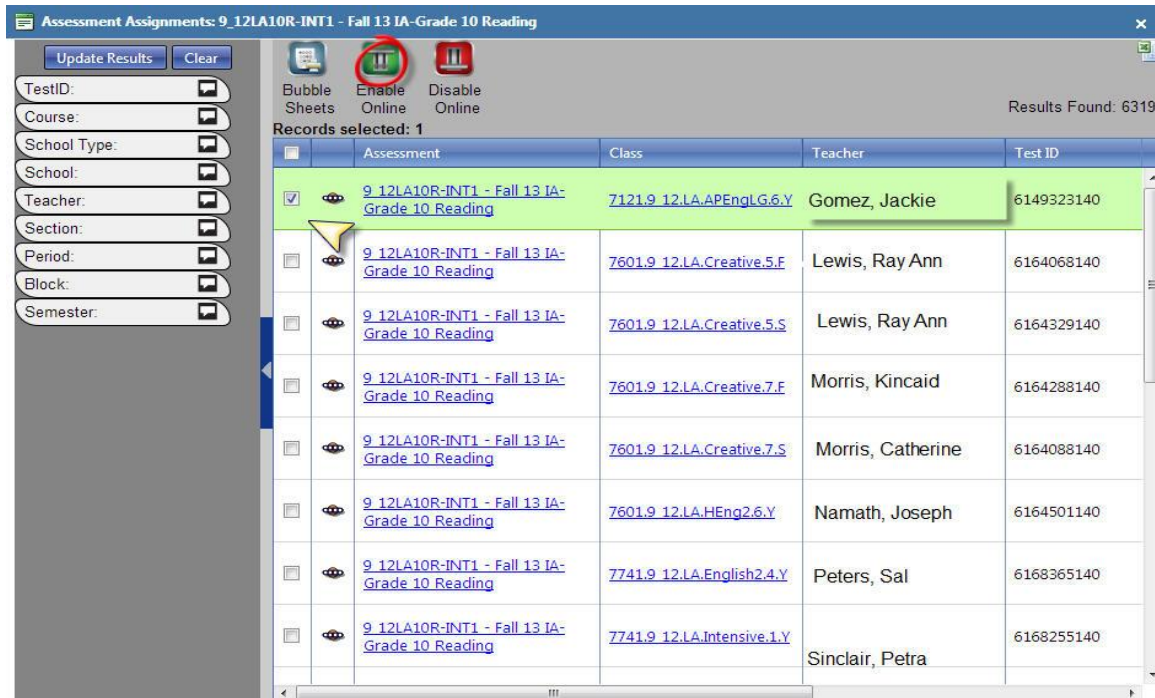 Assessment Assignments: 9_12LA10R-INT1 - Fall 13 IA-Grade 10 Reading
Update Results Clear
TestID:
Course:
School Type:
School:
Teacher:
Section:
Period:
Block:
Semester:
Bubble Sheets
Enable Online
Disable Online
Results Found: 6319
Records selected: 1
Assessment Class Teacher Test ID
9_12LA10R-INT1 - Fall 13 IA-
Grade 10 Reading
7121.9_12.LA.APEngLG.6.Y Gomez, Jackie 6149323140
9_12LA10R-INT1 - Fall 13 IA-
Grade 10 Reading
7601.9_12.LA.Creative.5.F Lewis, Ray Ann 6164068140
9_12LA10R-INT1 - Fall 13 IA-
Grade 10 Reading
7601.9_12.LA.Creative.5.S Lewis, Ray Ann 6164329140
9_12LA10R-INT1 - Fall 13 IA-
Grade 10 Reading
7601.9_12.LA.Creative.7.F Morris, Kincaid 6164288140
9_12LA10R-INT1 - Fall 13 IA-
Grade 10 Reading
7601.9_12.LA.Creative.7.S Morris, Catherine 6164088140
9_12LA10R-INT1 - Fall 13 IA-
Grade 10 Reading
7601.9_12.LA.HEng2.6.Y Namath, Joseph 6164501140
9_12LA10R-INT1 - Fall 13 IA-
Grade 10 Reading
7741.9_12.LA.English2.4.Y Peters, Sal 6168365140
9_12LA10R-INT1 - Fall 13 IA-
Grade 10 Reading
7741.9_12.LA.Intensive.1.Y Sinclair, Petra 6168255140